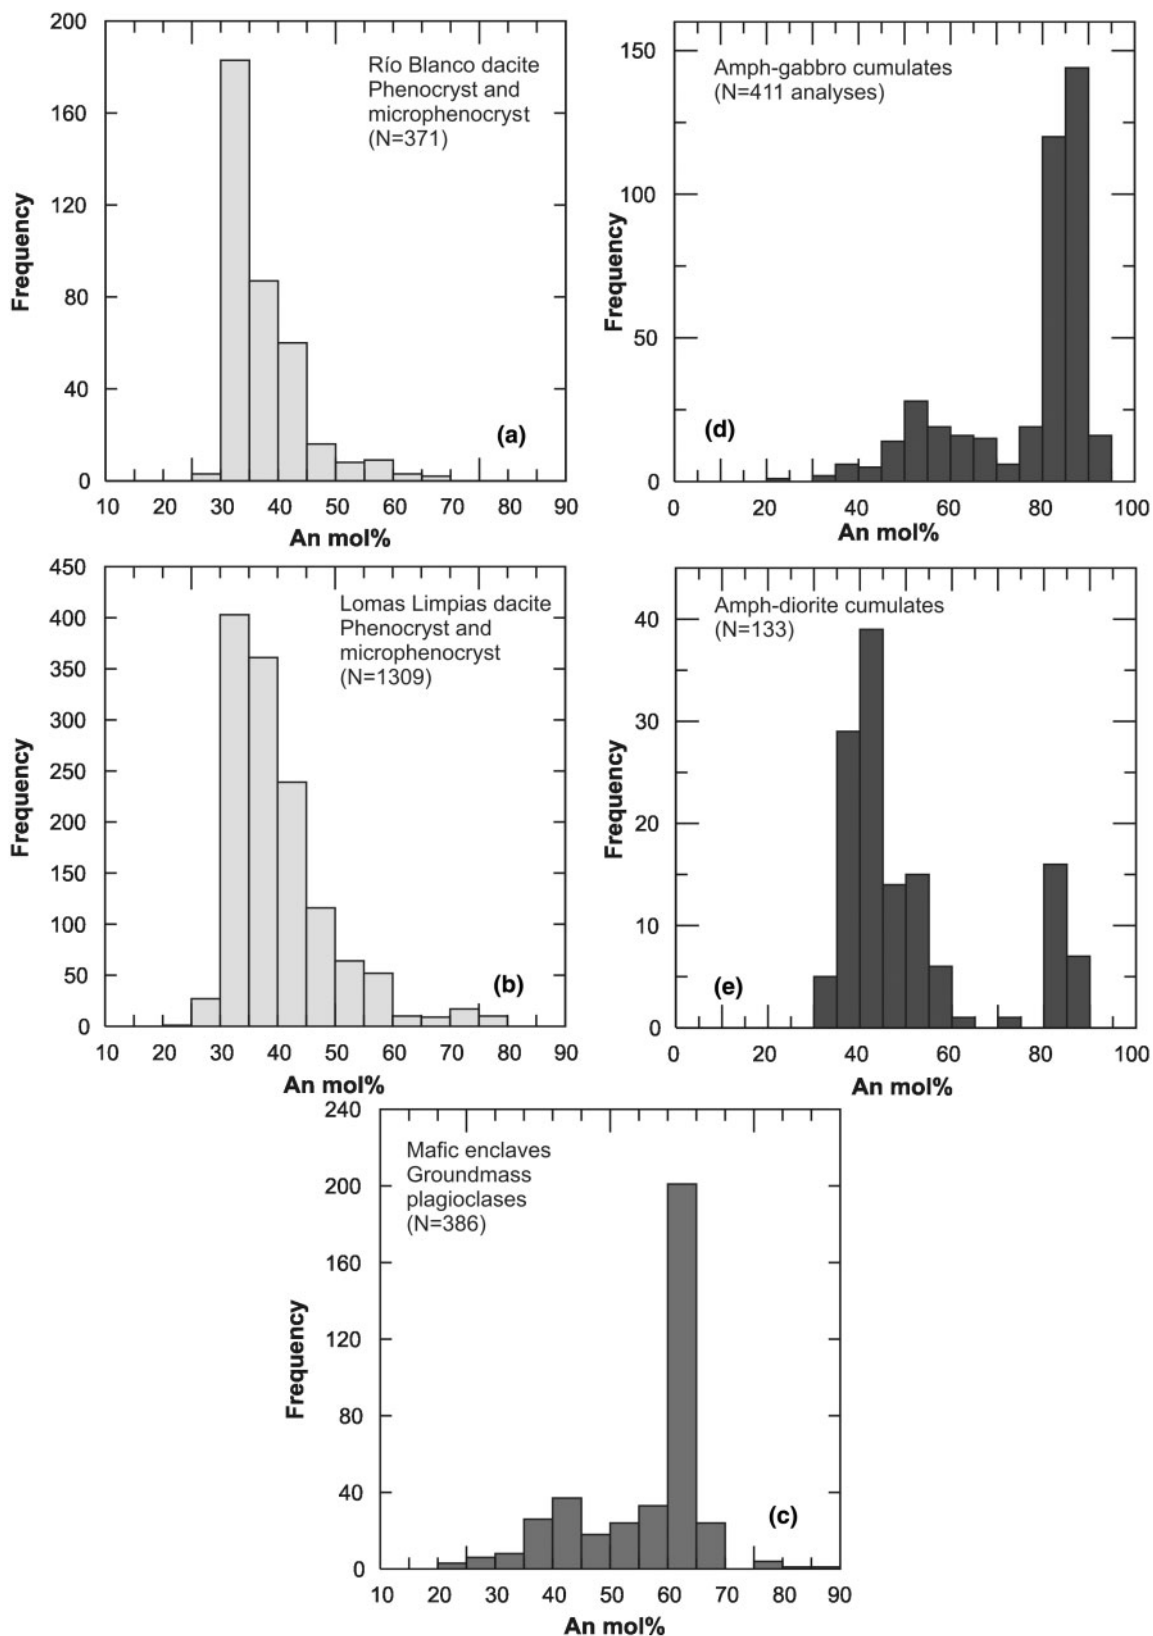 200
160
120
80
40
0
Frequency
Río Blanco dacite
Phenocryst and
microphenocryst
(N=371)
(a)
10 20 30 40 50 60 70 80 90
An mol%
150
100
50
0
Frequency
Amph-gabbro cumulates
(N=411 analyses)
(d)
0 20 40 60 80 100
An mol%
450
400
350
300
250
200
150
100
50
0
Frequency
Lomas Limpias dacite
Phenocryst and
microphenocryst
(N=1309)
(b)
10 20 30 40 50 60 70 80 90
An mol%
40
30
20
10
0
Frequency
Amph-diorite cumulates
(N=133)
(e)
0 20 40 60 80 100
An mol%
240
200
160
120
80
40
0
Frequency
Mafic enclaves
Groundmass
plagioclases
(N=386)
(c)
10 20 30 40 50 60 70 80 90
An mol%